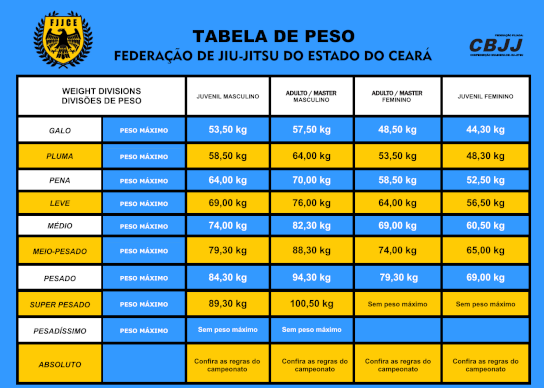 FJJCE
TABELA DE PESO
FEDERAÇÃO DE JIU-JITSU DO ESTADO DO CEARÁ
CBJJ
WEIGHT DIVISIONS
DIVISÕES DE PESO
JUVENIL MASCULINO
ADULTO / MASTER
MASCULINO
ADULTO / MASTER
FEMININO
JUVENIL FEMININO
GALO PESO MÁXIMO 53,50 kg 57,50 kg 48,50 kg 44,30 kg
PLUMA PESO MÁXIMO 58,50 kg 64,00 kg 53,50 kg 48,30 kg
PENA PESO MÁXIMO 64,00 kg 70,00 kg 58,50 kg 52,50 kg
LEVE PESO MÁXIMO 69,00 kg 76,00 kg 64,00 kg 56,50 kg
MÉDIO PESO MÁXIMO 74,00 kg 82,30 kg 69,00 kg 60,50 kg
MEIO-PESADO PESO MÁXIMO 79,30 kg 88,30 kg 74,00 kg 65,00 kg
PESADO PESO MÁXIMO 84,30 kg 94,30 kg 79,30 kg 69,00 kg
SUPER PESADO PESO MÁXIMO 89,30 kg 100,50 kg Sem peso máximo Sem peso máximo
PESADÍSSIMO PESO MÁXIMO Sem peso máximo Sem peso máximo
ABSOLUTO
Confira as regras do
campeonato
Confira as regras do
campeonato
Confira as regras do
campeonato
Confira as regras do
campeonato